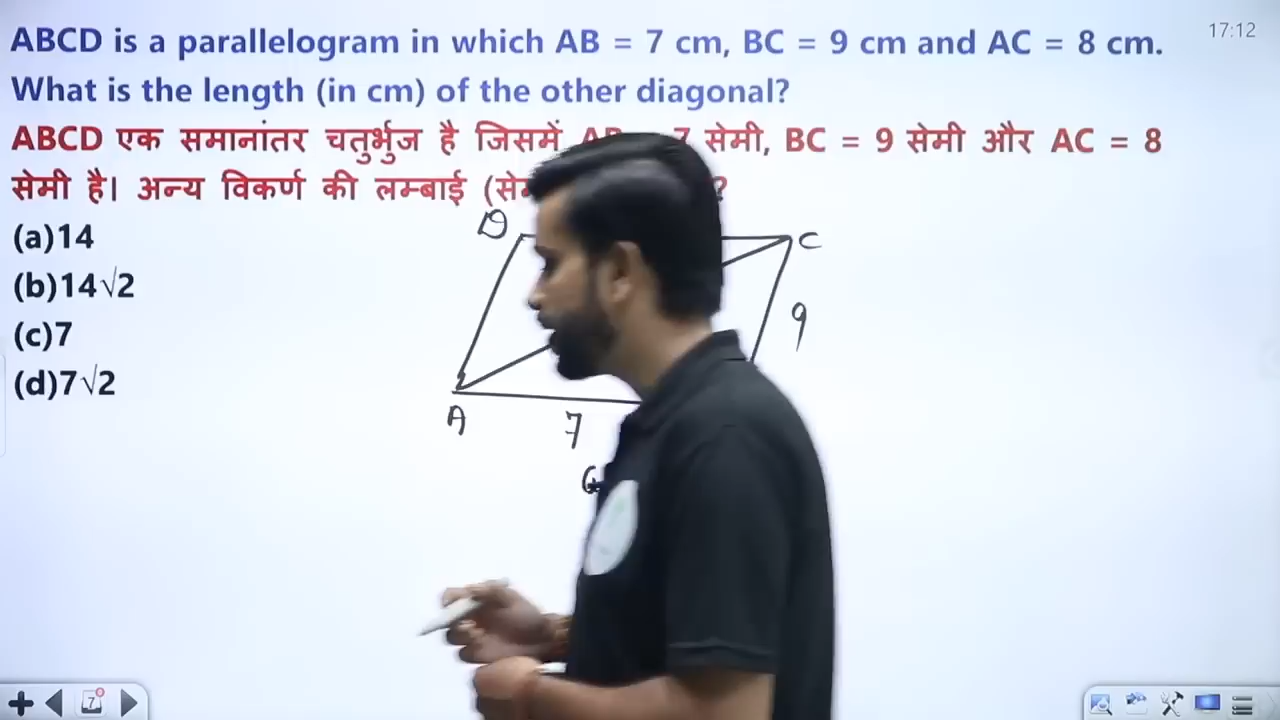 ABCD is a parallelogram in which AB = 7 cm, BC = 9 cm and AC = 8 cm.
17:12
What is the length (in cm) of the other diagonal?
ABCD एक समानांतर चतुर्भुज है जिसमें 7 सेमी, BC = 9 सेमी और AC = 8
सेमी है। अन्य विकर्ण की लम्बाई ?
(a)14
D
C
(b)14√2
9
(c)7
(d)7√2
A
7
7